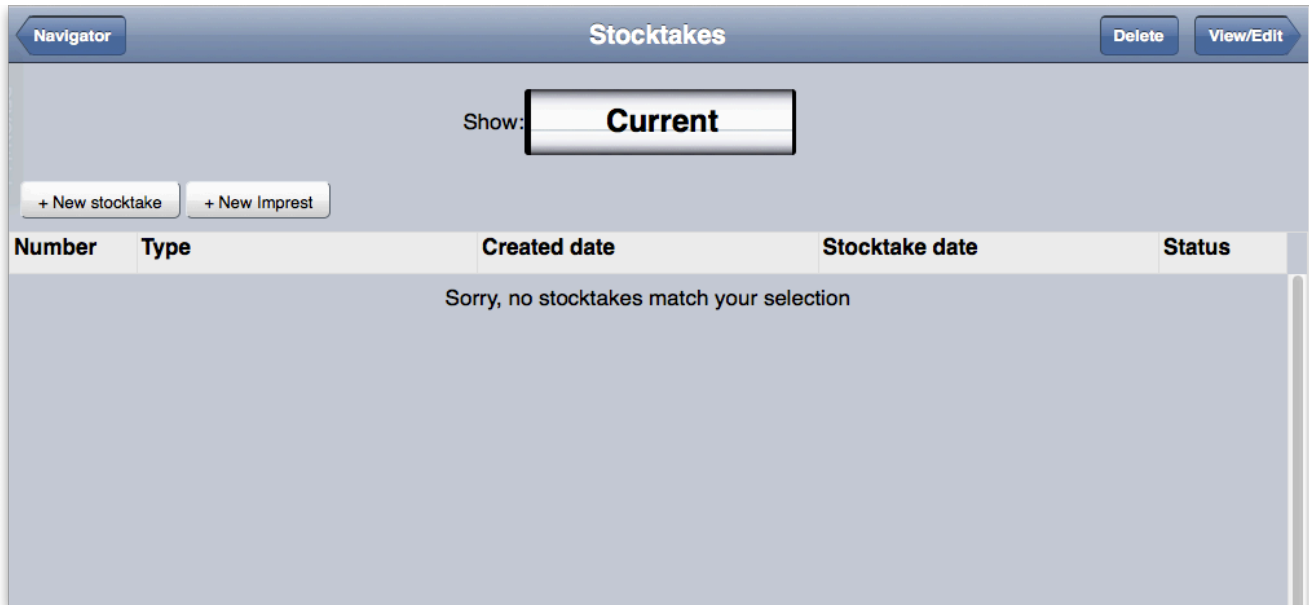 Navigator Stocktakes Delete View/Edit
Show: Current
+ New stocktake + New Imprest
Number Type Created date Stocktake date Status
Sorry, no stocktakes match your selection